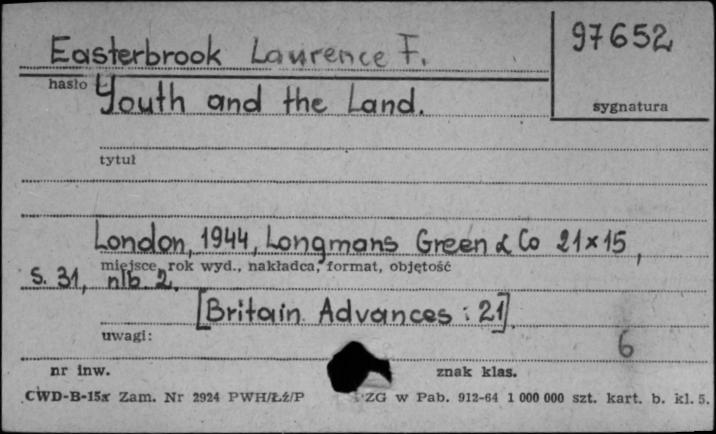 Easterbrook Laurence F.
97652
hasło
sygnatura
Youth and the Land.
tytuł
London, 1944, Longmans Green & Co 21×15,
miejsce, rok wyd., nakładca, format, objętość
S. 31, nlb. 2.
[Britain Advances : 21]
uwagi:
6
nr inw.
znak klas.
CWD-B-15x Zam. Nr 2924 PWH/Łź/P ZG w Pab. 912-64 1 000 000 szt. kart. b. kl. 5.